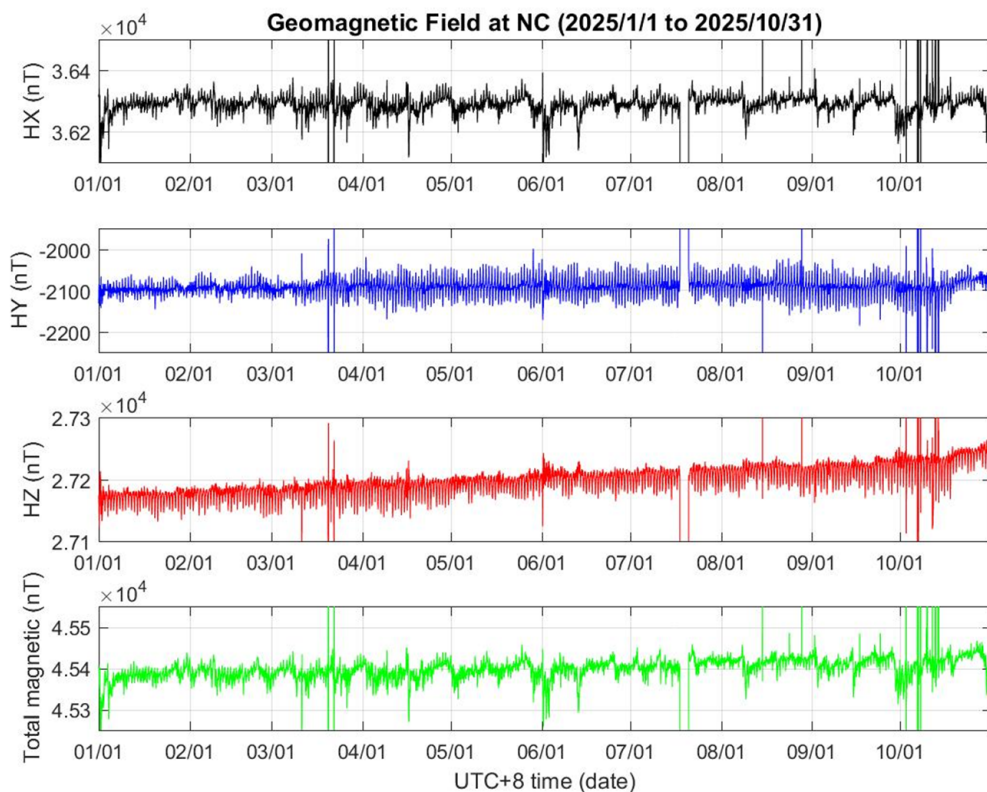 Geomagnetic Field at NC (2025/1/1 to 2025/10/31)
×10⁴
HX (nT)
3.64
3.62
01/01 02/01 03/01 04/01 05/01 06/01 07/01 08/01 09/01 10/01
HY (nT)
-2000
-2100
-2200
01/01 02/01 03/01 04/01 05/01 06/01 07/01 08/01 09/01 10/01
×10⁴
HZ (nT)
2.73
2.72
2.71
01/01 02/01 03/01 04/01 05/01 06/01 07/01 08/01 09/01 10/01
×10⁴
Total magnetic (nT)
4.55
4.54
4.53
01/01 02/01 03/01 04/01 05/01 06/01 07/01 08/01 09/01 10/01
UTC+8 time (date)